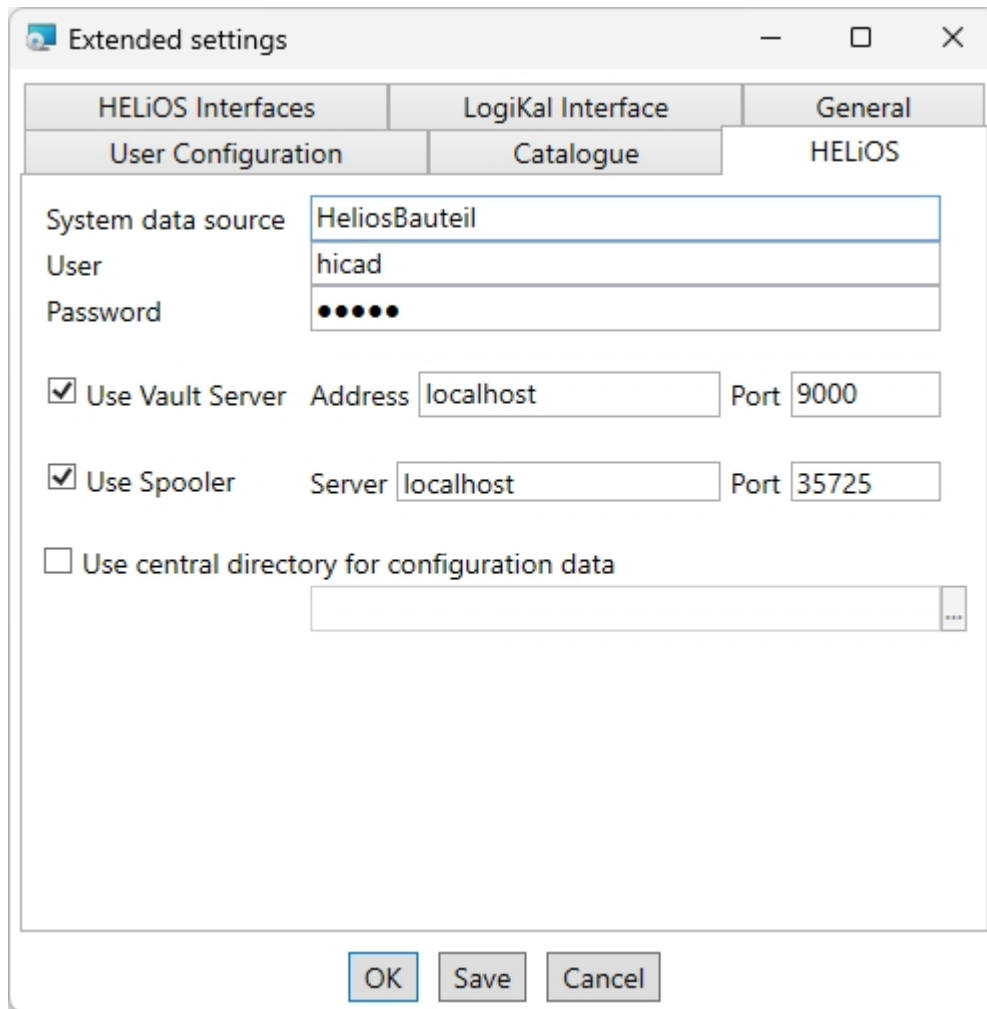 Extended settings
HELiOS Interfaces LogiKal Interface General
User Configuration Catalogue HELiOS
System data source HeliosBauteil
User hicad
Password ●●●●●
Use Vault Server Address localhost Port 9000
Use Spooler Server localhost Port 35725
Use central directory for configuration data
...
OK Save Cancel